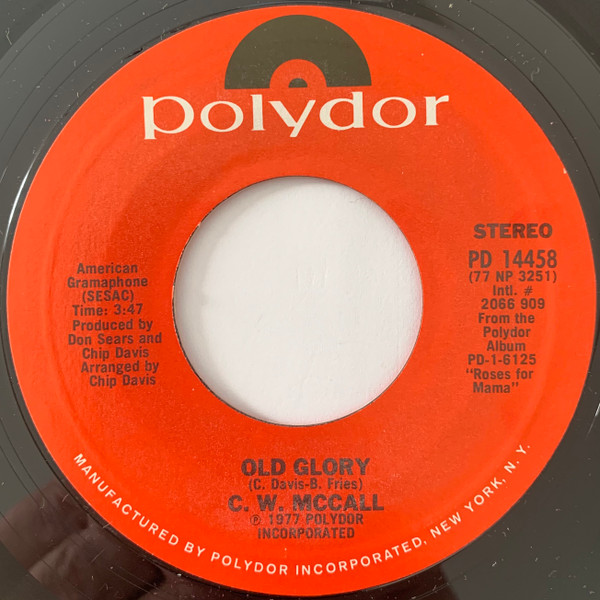 polydor
STEREO
PD 14458
(77 NP 3251)
Intl. #
2066 909
From the
Polydor
Album
PD-1-6125
"Roses for
Mama"
American
Gramaphone
(SESAC)
Time: 3:47
Produced by
Don Sears and
Chip Davis
Arranged by
Chip Davis
OLD GLORY
(C. Davis-B. Fries)
C. W. MCCALL
℗ 1977 POLYDOR
INCORPORATED
MANUFACTURED BY POLYDOR INCORPORATED, NEW YORK, N. Y.